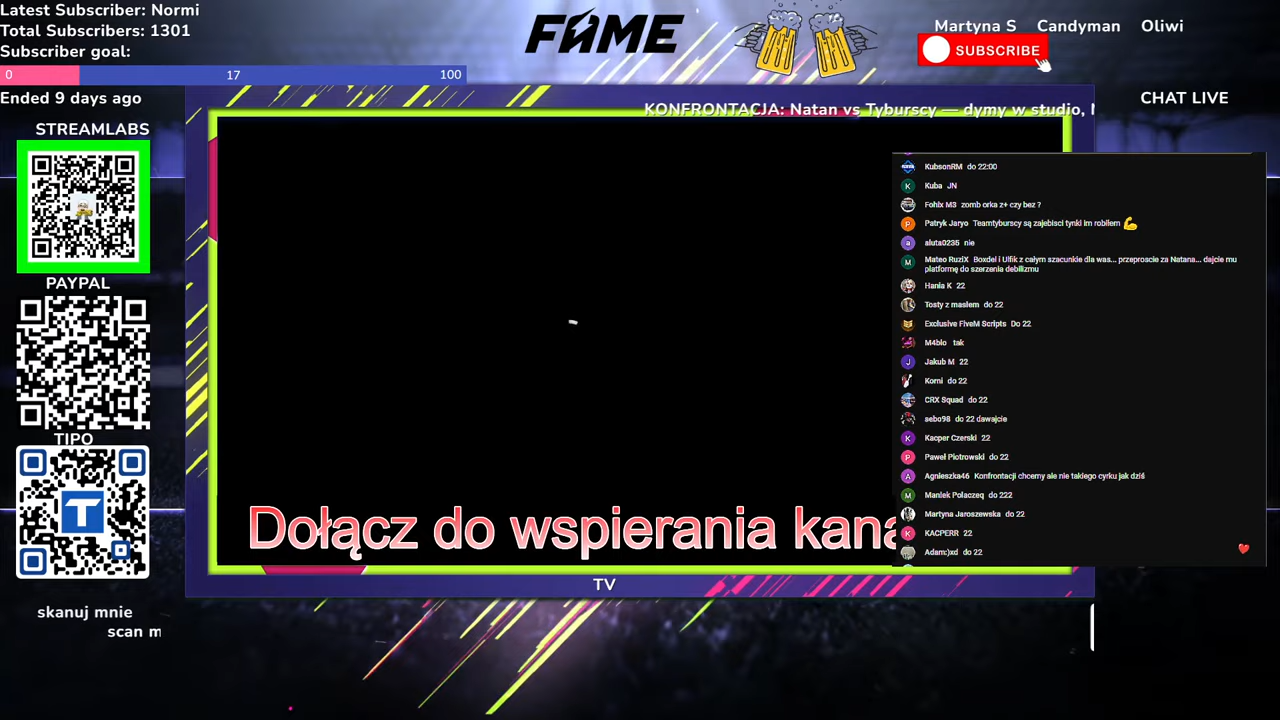 Latest Subscriber: Normi
Total Subscribers: 1301
Subscriber goal:
0 17 100
Ended 9 days ago
STREAMLABS
PAYPAL
TIPO
T
skanuj mnie
scan m
FAME
Martyna S Candyman Oliwi
SUBSCRIBE
CHAT LIVE
KONFRONTACJA: Natan vs Tyburscy — dymy w studio,
KubsonRM do 22:00
K Kuba JN
Fohix M3 zomb orka z+ czy bez ?
P Patryk Jaryo Teamtyburscy są zajebisci tynki im robiłem 💪
a aluta0235 nie
M Mateo RuziX Boxdel i Ulfik z całym szacunkie dla was... przeproscie za Natana... dajcie mu
platformę do szerzenia debilizmu
Hania K 22
Tosty z masłem do 22
Exclusive FiveM Scripts Do 22
M4blo tak
J Jakub M 22
Korni do 22
CRX Squad do 22
sebo98 do 22 dawajcie
K Kacper Czerski 22
P Paweł Piotrowski do 22
A Agnieszka46 Konfrontacji chcemy ale nie takiego cyrku jak dziś
M Maniek Polaczeq do 222
Martyna Jaroszewska do 22
K KACPERR 22
Adam:)xd do 22
Dołącz do wspierania kana
TV